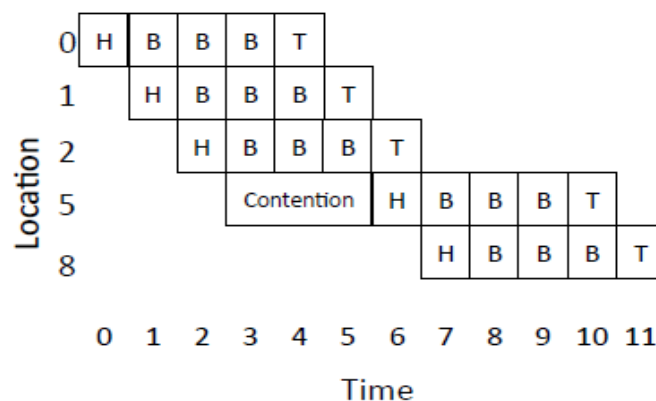 0 H B B B T
1 H B B B T
2 H B B B T
5 Contention H B B B T
8 H B B B T
Location
0 1 2 3 4 5 6 7 8 9 10 11
Time